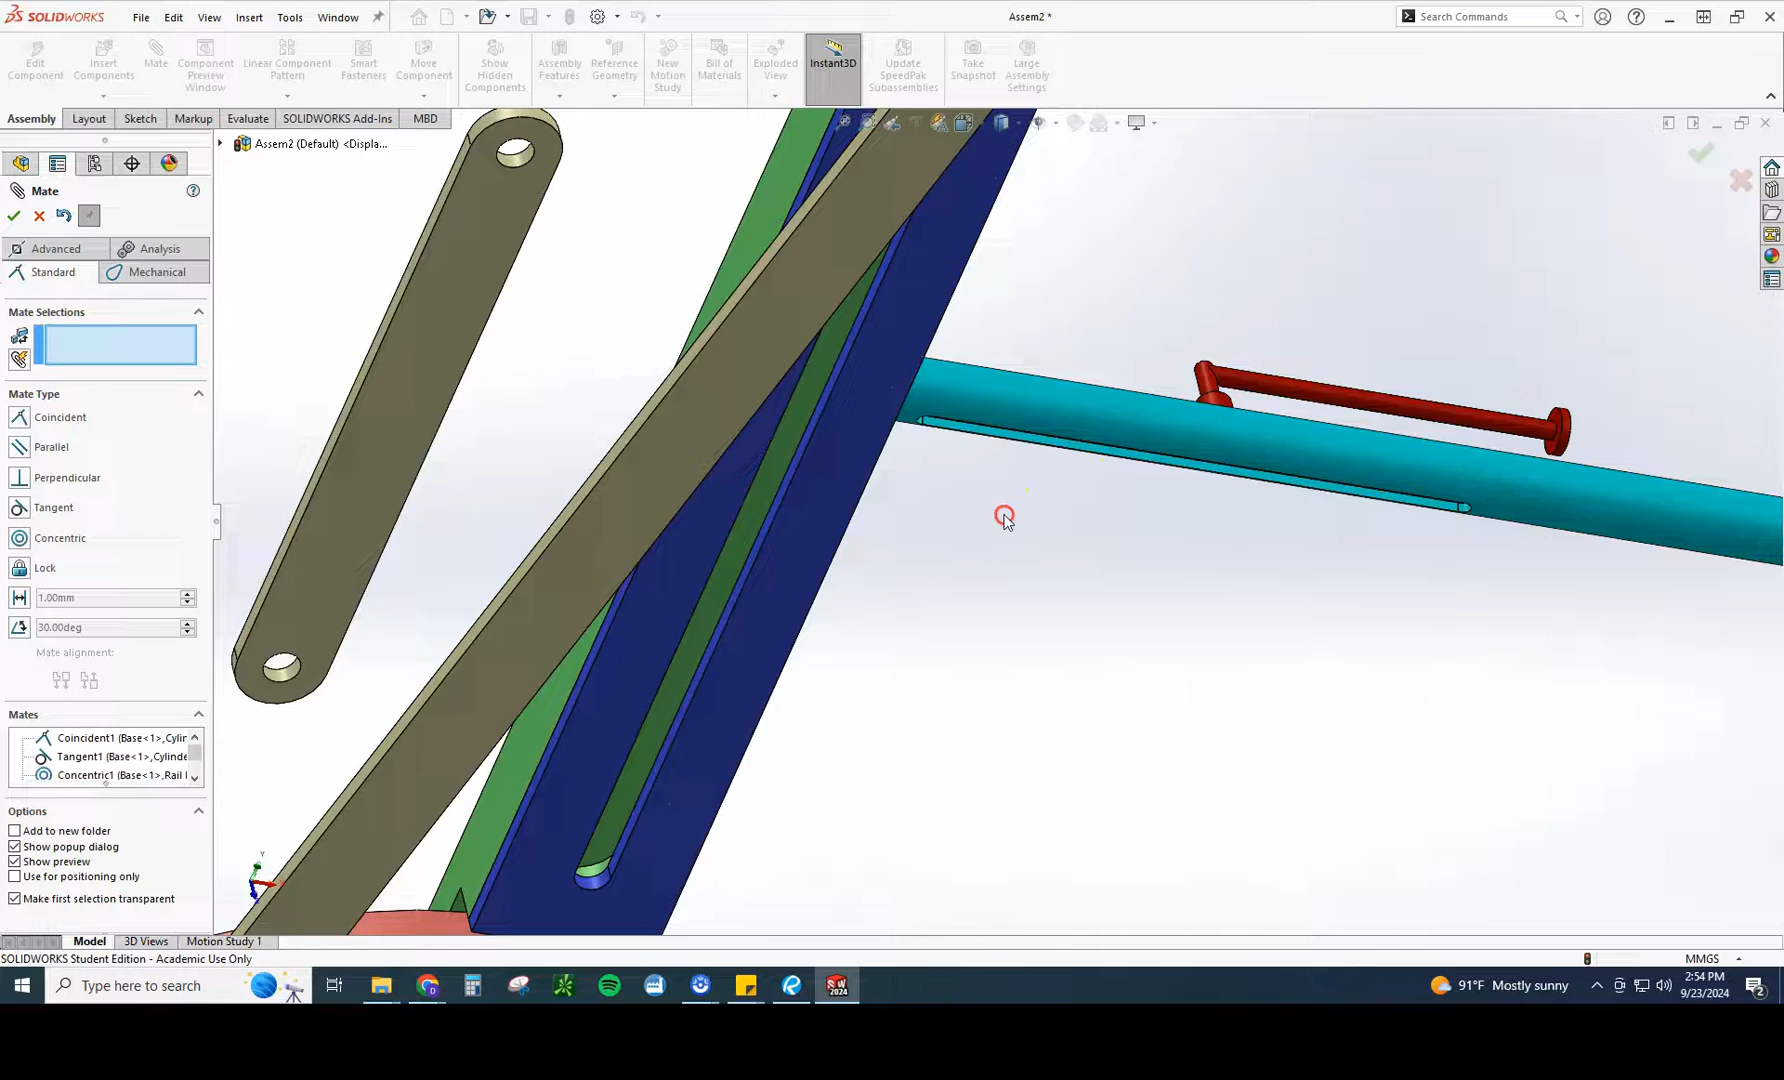 SOLIDWORKS File Edit View Insert Tools Window Assem2 * Search Commands
Edit Component
Insert Components
Mate
Component Preview Window
Linear Component Pattern
Smart Fasteners
Move Component
Show Hidden Components
Assembly Features
Reference Geometry
New Motion Study
Bill of Materials
Exploded View
Instant3D
Update SpeedPak Subassemblies
Take Snapshot
Large Assembly Settings
Assembly Layout Sketch Markup Evaluate SOLIDWORKS Add-Ins MBD
Assem2 (Default) <Displa...
Mate
Advanced Analysis
Standard Mechanical
Mate Selections
Mate Type
Coincident
Parallel
Perpendicular
Tangent
Concentric
Lock
1.00mm
30.00deg
Mate alignment:
Mates
Coincident1 (Base<1>,Cylin
Tangent1 (Base<1>,Cylinde
Concentric1 (Base<1>,Rail
Options
Add to new folder
Show popup dialog
Show preview
Use for positioning only
Make first selection transparent
Y
Model 3D Views Motion Study 1
SOLIDWORKS Student Edition - Academic Use Only MMGS
Type here to search
SW 2024
91°F Mostly sunny
2:54 PM
9/23/2024
2